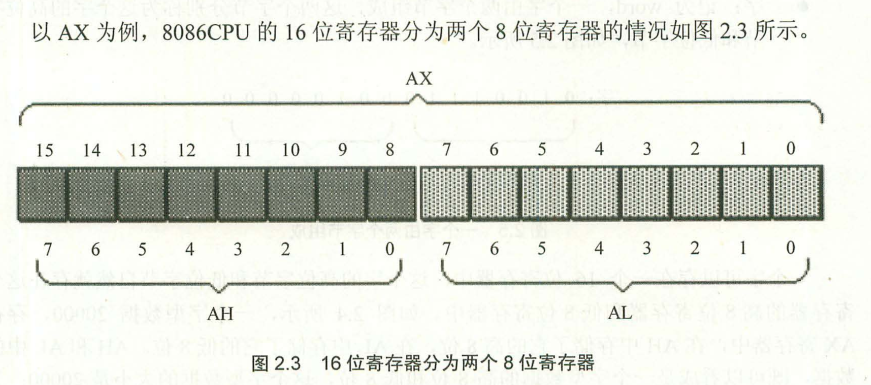 以 AX 为例，8086CPU 的 16 位寄存器分为两个 8 位寄存器的情况如图 2.3 所示。
AX
15 14 13 12 11 10 9 8 7 6 5 4 3 2 1 0
7 6 5 4 3 2 1 0 7 6 5 4 3 2 1 0
AH AL
图 2.3 16 位寄存器分为两个 8 位寄存器